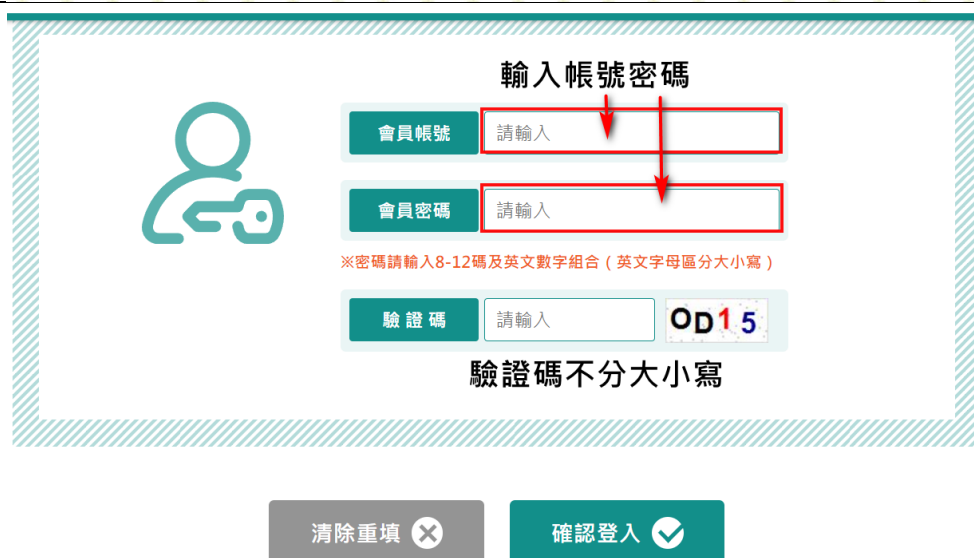 輸入帳號密碼
會員帳號 請輸入
會員密碼 請輸入
※密碼請輸入8-12碼及英文數字組合(英文字母區分大小寫)
驗證碼 請輸入 OD15
驗證碼不分大小寫
清除重填 確認登入